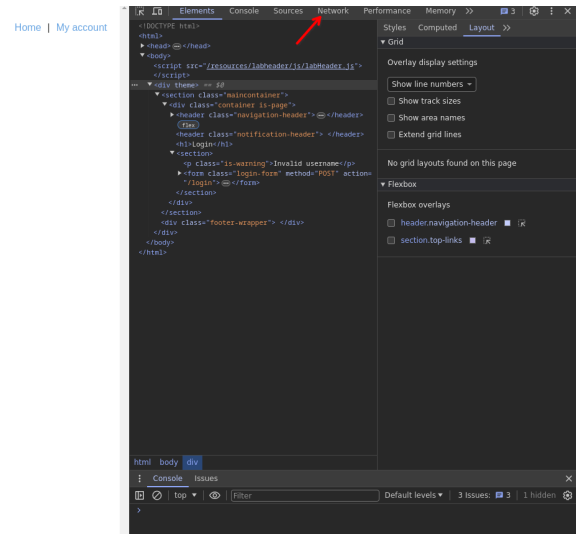 Home | My account
Elements Console Sources Network Performance Memory 3
<!DOCTYPE html>
<html>
<head> </head>
<body>
<script src="/resources/labheader/js/labHeader.js">
</script>
<div theme> == $0
<section class="maincontainer">
<div class="container is-page">
<header class="navigation-header"> </header>
flex
<header class="notification-header"> </header>
<h1>Login</h1>
<section>
<p class="is-warning">Invalid username</p>
<form class="login-form" method="POST" action=
"/login"> </form>
</section>
</div>
</section>
<div class="footer-wrapper"> </div>
</div>
</body>
</html>
html body div
Styles Computed Layout
Grid
Overlay display settings
Show line numbers
Show track sizes
Show area names
Extend grid lines
No grid layouts found on this page
Flexbox
Flexbox overlays
header.navigation-header
section.top-links
Console Issues
top Filter Default levels 3 Issues: 3 1 hidden